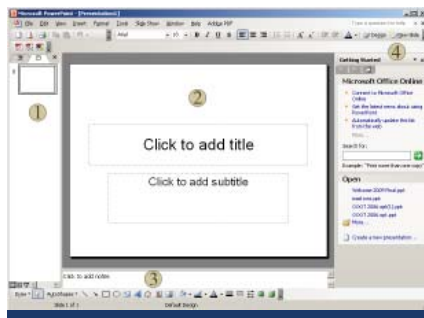 Microsoft PowerPoint - [Presentation1]
File Edit View Insert Format Tools Slide Show Window Help Adobe PDF
Arial
Design New Slide
Getting Started
1
2
3
4
Click to add title
Click to add subtitle
Click to add notes
Microsoft Office Online
Connect to Microsoft Office Online
Get the latest news about using PowerPoint
Automatically update this list from the web
More...
Search for:
Example: "Print more than one copy"
Open
More...
Create a new presentation...
Draw AutoShapes
Slide 1 of 1
Default Design